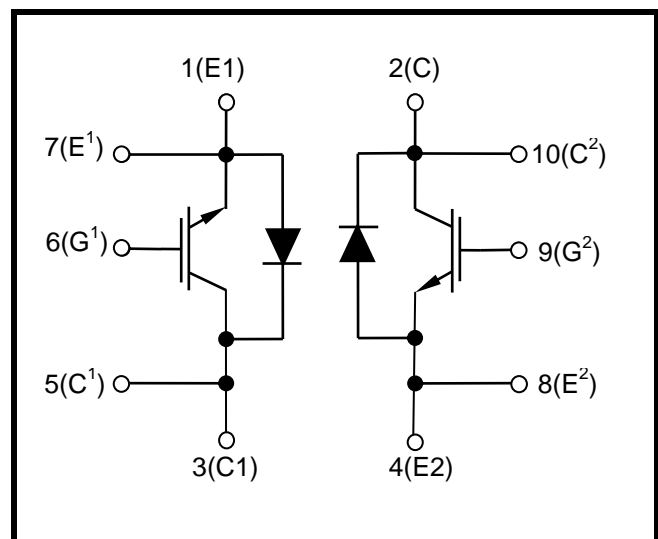 1(E1)
2(C)
7(E¹)
10(C²)
6(G¹)
9(G²)
5(C¹)
8(E²)
3(C1)
4(E2)